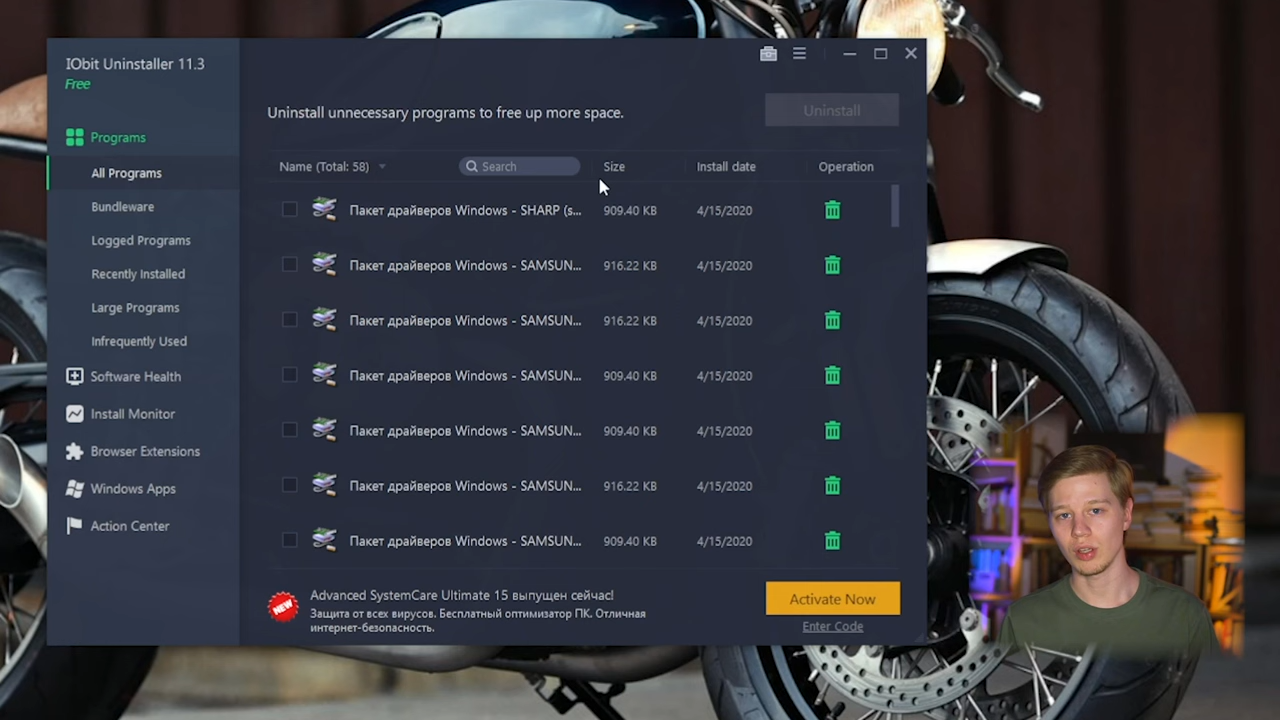 IObit Uninstaller 11.3
Free
Programs
All Programs
Bundleware
Logged Programs
Recently Installed
Large Programs
Infrequently Used
Software Health
Install Monitor
Browser Extensions
Windows Apps
Action Center
Uninstall unnecessary programs to free up more space.
Uninstall
Name (Total: 58) Search Size Install date Operation
Пакет драйверов Windows - SHARP (s... 909.40 KB 4/15/2020
Пакет драйверов Windows - SAMSUN... 916.22 KB 4/15/2020
Пакет драйверов Windows - SAMSUN... 916.22 KB 4/15/2020
Пакет драйверов Windows - SAMSUN... 909.40 KB 4/15/2020
Пакет драйверов Windows - SAMSUN... 909.40 KB 4/15/2020
Пакет драйверов Windows - SAMSUN... 916.22 KB 4/15/2020
Пакет драйверов Windows - SAMSUN... 909.40 KB 4/15/2020
NEW
Advanced SystemCare Ultimate 15 выпущен сейчас!
Защита от всех вирусов. Бесплатный оптимизатор ПК. Отличная
интернет-безопасность.
Activate Now
Enter Code